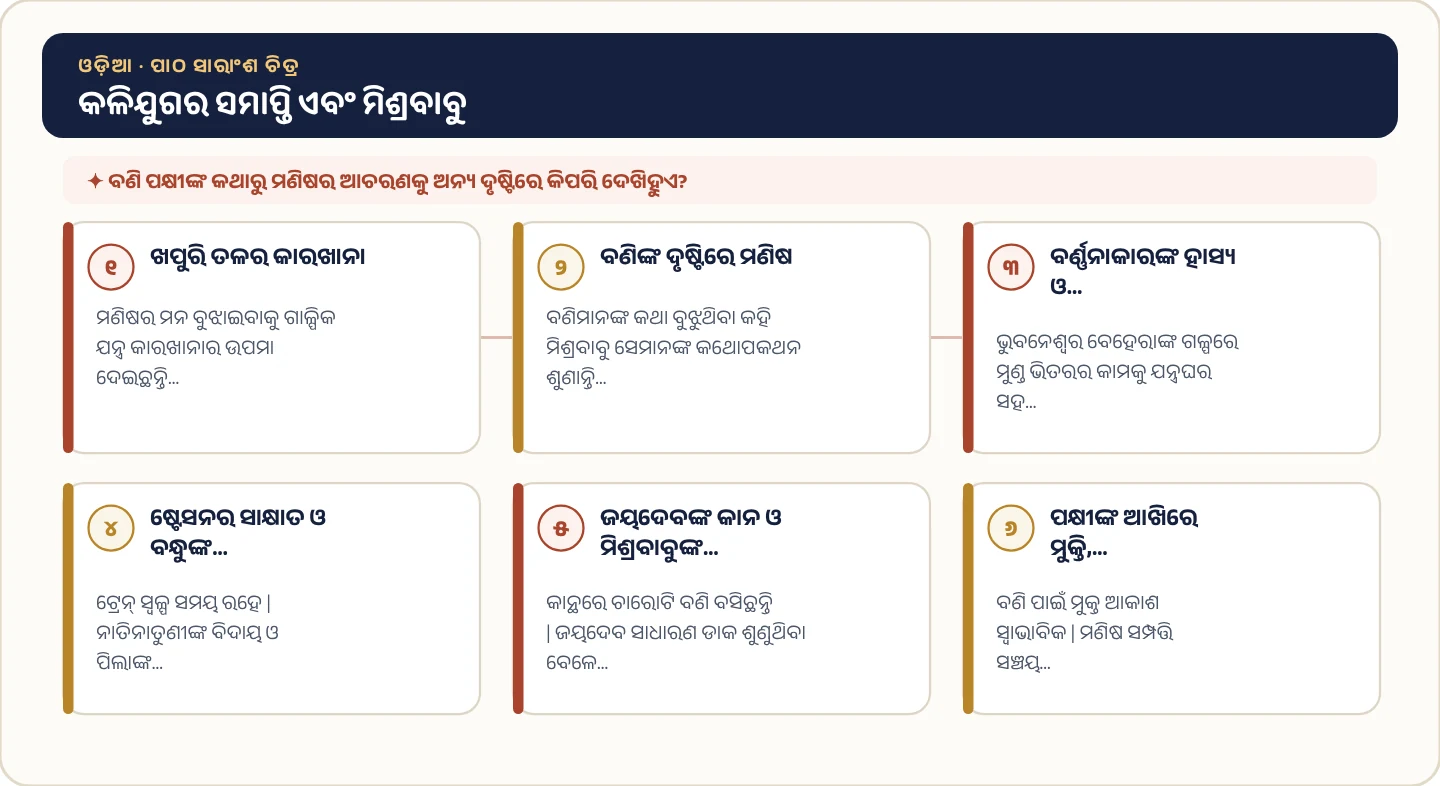 ଓଡ଼ିଆ · ପାଠ ସାରାଂଶ ଚିତ୍ର
କଳିଯୁଗର ସମାପ୍ତି ଏବଂ ମିଶ୍ରବାବୁ
✦ ବଣି ପକ୍ଷୀଙ୍କ କଥାରୁ ମଣିଷର ଆଚରଣକୁ ଅନ୍ୟ ଦୃଷ୍ଟିରେ କିପରି ଦେଖିହୁଏ?
୧
ଖପୁରି ତଳର କାରଖାନା
ମଣିଷର ମନ ବୁଝାଇବାକୁ ଗାଳ୍ପିକ
ଯନ୍ତ୍ର କାରଖାନାର ଉପମା
ଦେଇଛନ୍ତି...
୨
ବଣିଙ୍କ ଦୃଷ୍ଟିରେ ମଣିଷ
ବଣିମାନଙ୍କ କଥା ବୁଝୁଥିବା କହି
ମିଶ୍ରବାବୁ ସେମାନଙ୍କ କଥୋପକଥନ
ଶୁଣାନ୍ତି...
୩
ବର୍ଣ୍ଣନାକାରଙ୍କ ହାସ୍ୟ
ଓ...
ଭୁବନେଶ୍ୱର ବେହେରାଙ୍କ ଗଳ୍ପରେ
ମୁଣ୍ଡ ଭିତରର କାମକୁ ଯନ୍ତ୍ରଘର
ସହ...
୪
ଷ୍ଟେସନର ସାକ୍ଷାତ ଓ
ବନ୍ଧୁଙ୍କ...
ଟ୍ରେନ୍ ସ୍ୱଳ୍ପ ସମୟ ରହେ |
ନାତିନାତୁଣୀଙ୍କ ବିଦାୟ ଓ
ପିଲାଙ୍କ...
୫
ଜୟଦେବଙ୍କ କାନ ଓ
ମିଶ୍ରବାବୁଙ୍କ...
କାନ୍ଥରେ ଚାରୋଟି ବଣି ବସିଛନ୍ତି
| ଜୟଦେବ ସାଧାରଣ ଡାକ ଶୁଣୁଥିବା
ବେଳେ...
୬
ପକ୍ଷୀଙ୍କ ଆଖିରେ
ମୁକ୍ତି,...
ବଣି ପାଇଁ ମୁକ୍ତ ଆକାଶ
ସ୍ୱାଭାବିକ | ମଣିଷ ସମ୍ପତ୍ତି
ସଞ୍ଚୟ...